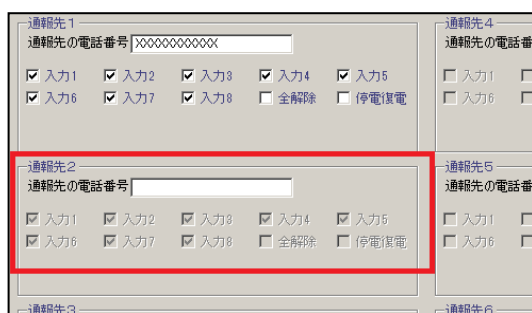 通報先1
通報先の電話番号 XXXXXXXXXXX
入力1 入力2 入力3 入力4 入力5
入力6 入力7 入力8 全解除 停電復電
通報先2
通報先の電話番号
入力1 入力2 入力3 入力4 入力5
入力6 入力7 入力8 全解除 停電復電
通報先3
通報先4
通報先の電話番
入力1
入力6
通報先5
通報先の電話番
入力1
入力6
通報先6